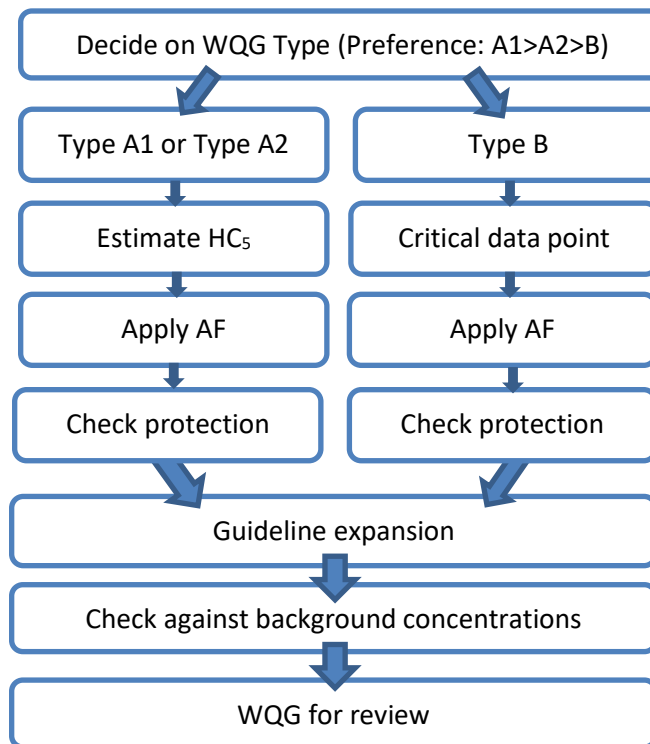 Decide on WQG Type (Preference: A1>A2>B)
Type A1 or Type A2
Type B
Estimate HC₅
Critical data point
Apply AF
Apply AF
Check protection
Check protection
Guideline expansion
Check against background concentrations
WQG for review